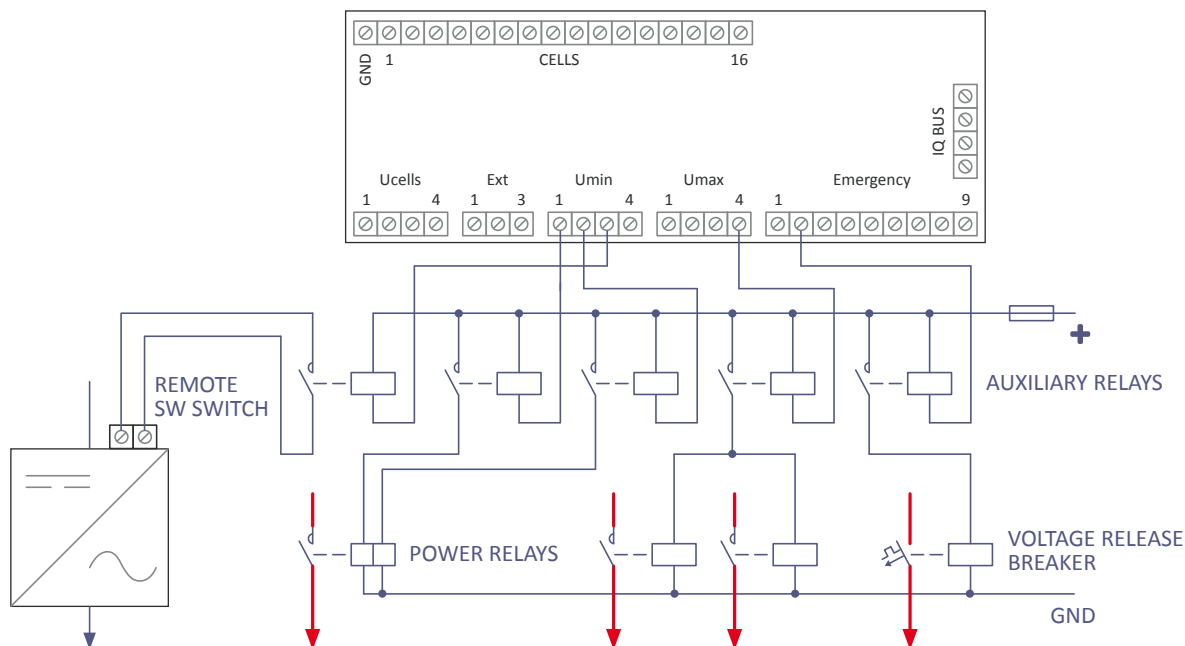 GND 1 CELLS 16
IQ BUS
Ucells Ext Umin Umax Emergency
1 4 1 3 1 4 1 4 1 9
+
REMOTE
SW SWITCH
AUXILIARY RELAYS
POWER RELAYS
VOLTAGE RELEASE
BREAKER
GND